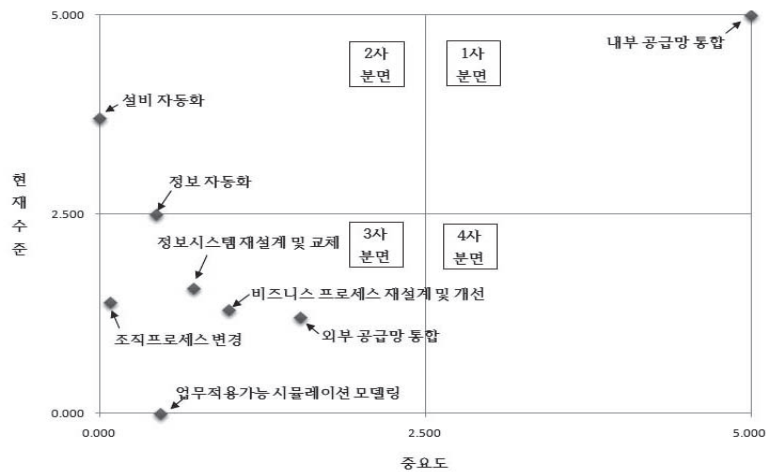 5.000
내부 공급망 통합
2사
분면
1사
분면
설비 자동화
현
재
수
준
정보 자동화
2.500
3사
분면
4사
분면
정보시스템 재설계 및 교체
비즈니스 프로세스 재설계 및 개선
조직프로세스 변경
외부 공급망 통합
업무적용가능 시뮬레이션 모델링
0.000
0.000
2.500
5.000
중요도